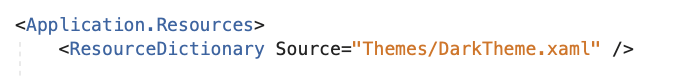 <Application.Resources>
    <ResourceDictionary Source="Themes/DarkTheme.xaml" />